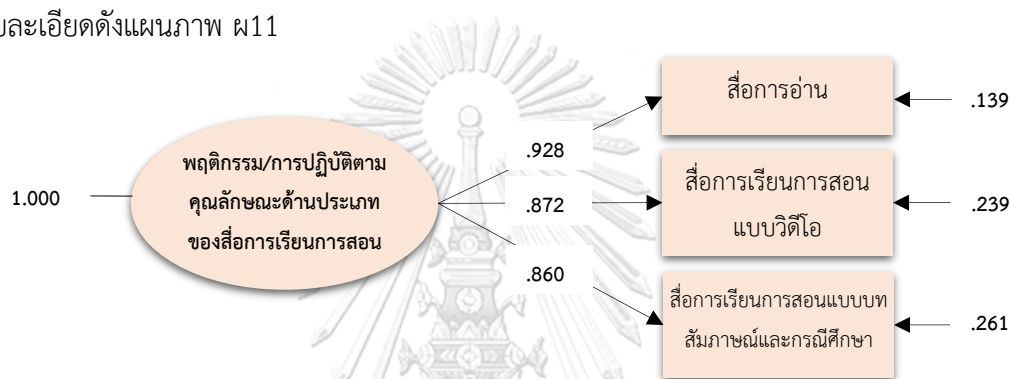 ละเอียดดังแผนภาพ ผ11
สื่อการอ่าน
.139
.928
พฤติกรรม/การปฏิบัติตาม
คุณลักษณะด้านประเภท
ของสื่อการเรียนการสอน
1.000
.872
สื่อการเรียนการสอน
แบบวิดีโอ
.239
.860
สื่อการเรียนการสอนแบบบท
สัมภาษณ์และกรณีศึกษา
.261